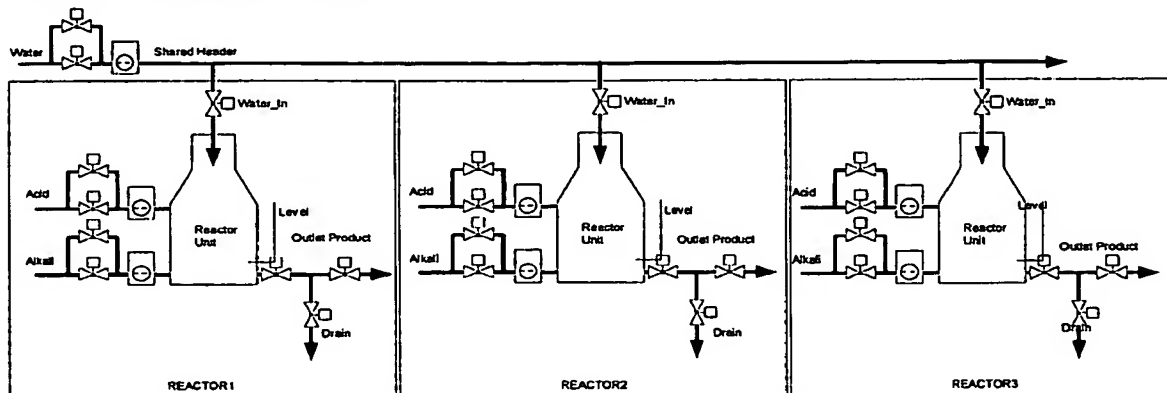 Water
Shared Header
Water_In
Acid
Level
Reactor
Unit
Outlet Product
Alkali
Drain
REACTOR1
Water_In
Acid
Level
Reactor
Unit
Outlet Product
Alkali
Drain
REACTOR2
Water_In
Acid
Level
Reactor
Unit
Outlet Product
Alkali
Drain
REACTOR3